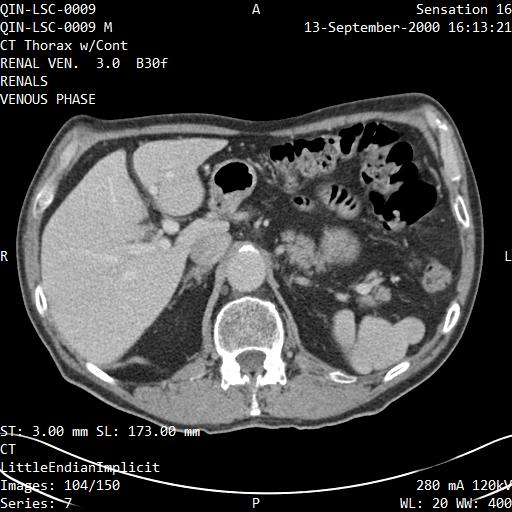 QIN-LSC-0009
A
Sensation 16
QIN-LSC-0009 M
13-September-2000 16:13:21
CT Thorax w/Cont
RENAL VEN.  3.0  B30f
RENALS
VENOUS PHASE
R
L
ST: 3.00 mm SL: 173.00 mm
CT
LittleEndianImplicit
Images: 104/150
280 mA 120kV
Series: 7
P
WL: 20 WW: 400